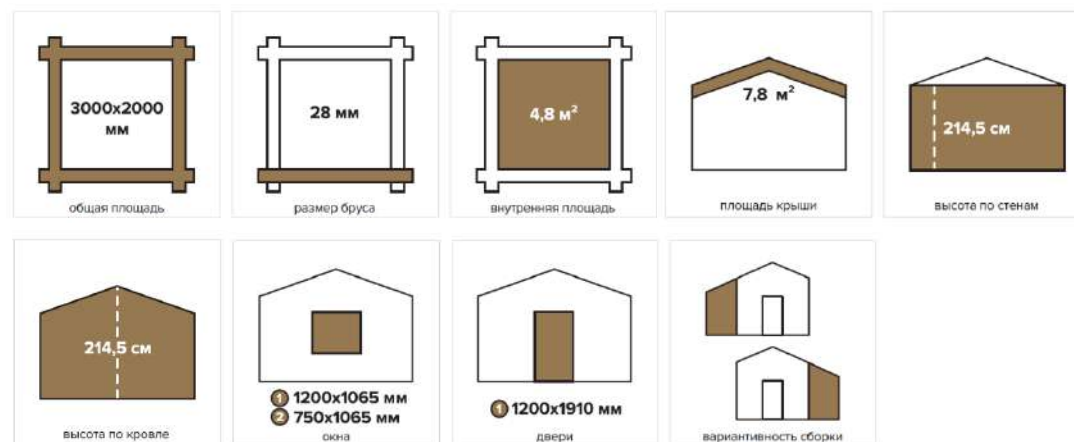 3000x2000
мм
общая площадь
28 мм
размер бруса
4,8 м²
внутренняя площадь
7,8 м²
площадь крыши
214,5 см
высота по стенам
214,5 см
высота по кровле
1 1200x1065 мм
2 750x1065 мм
окна
1 1200x1910 мм
двери
вариантивность сборки